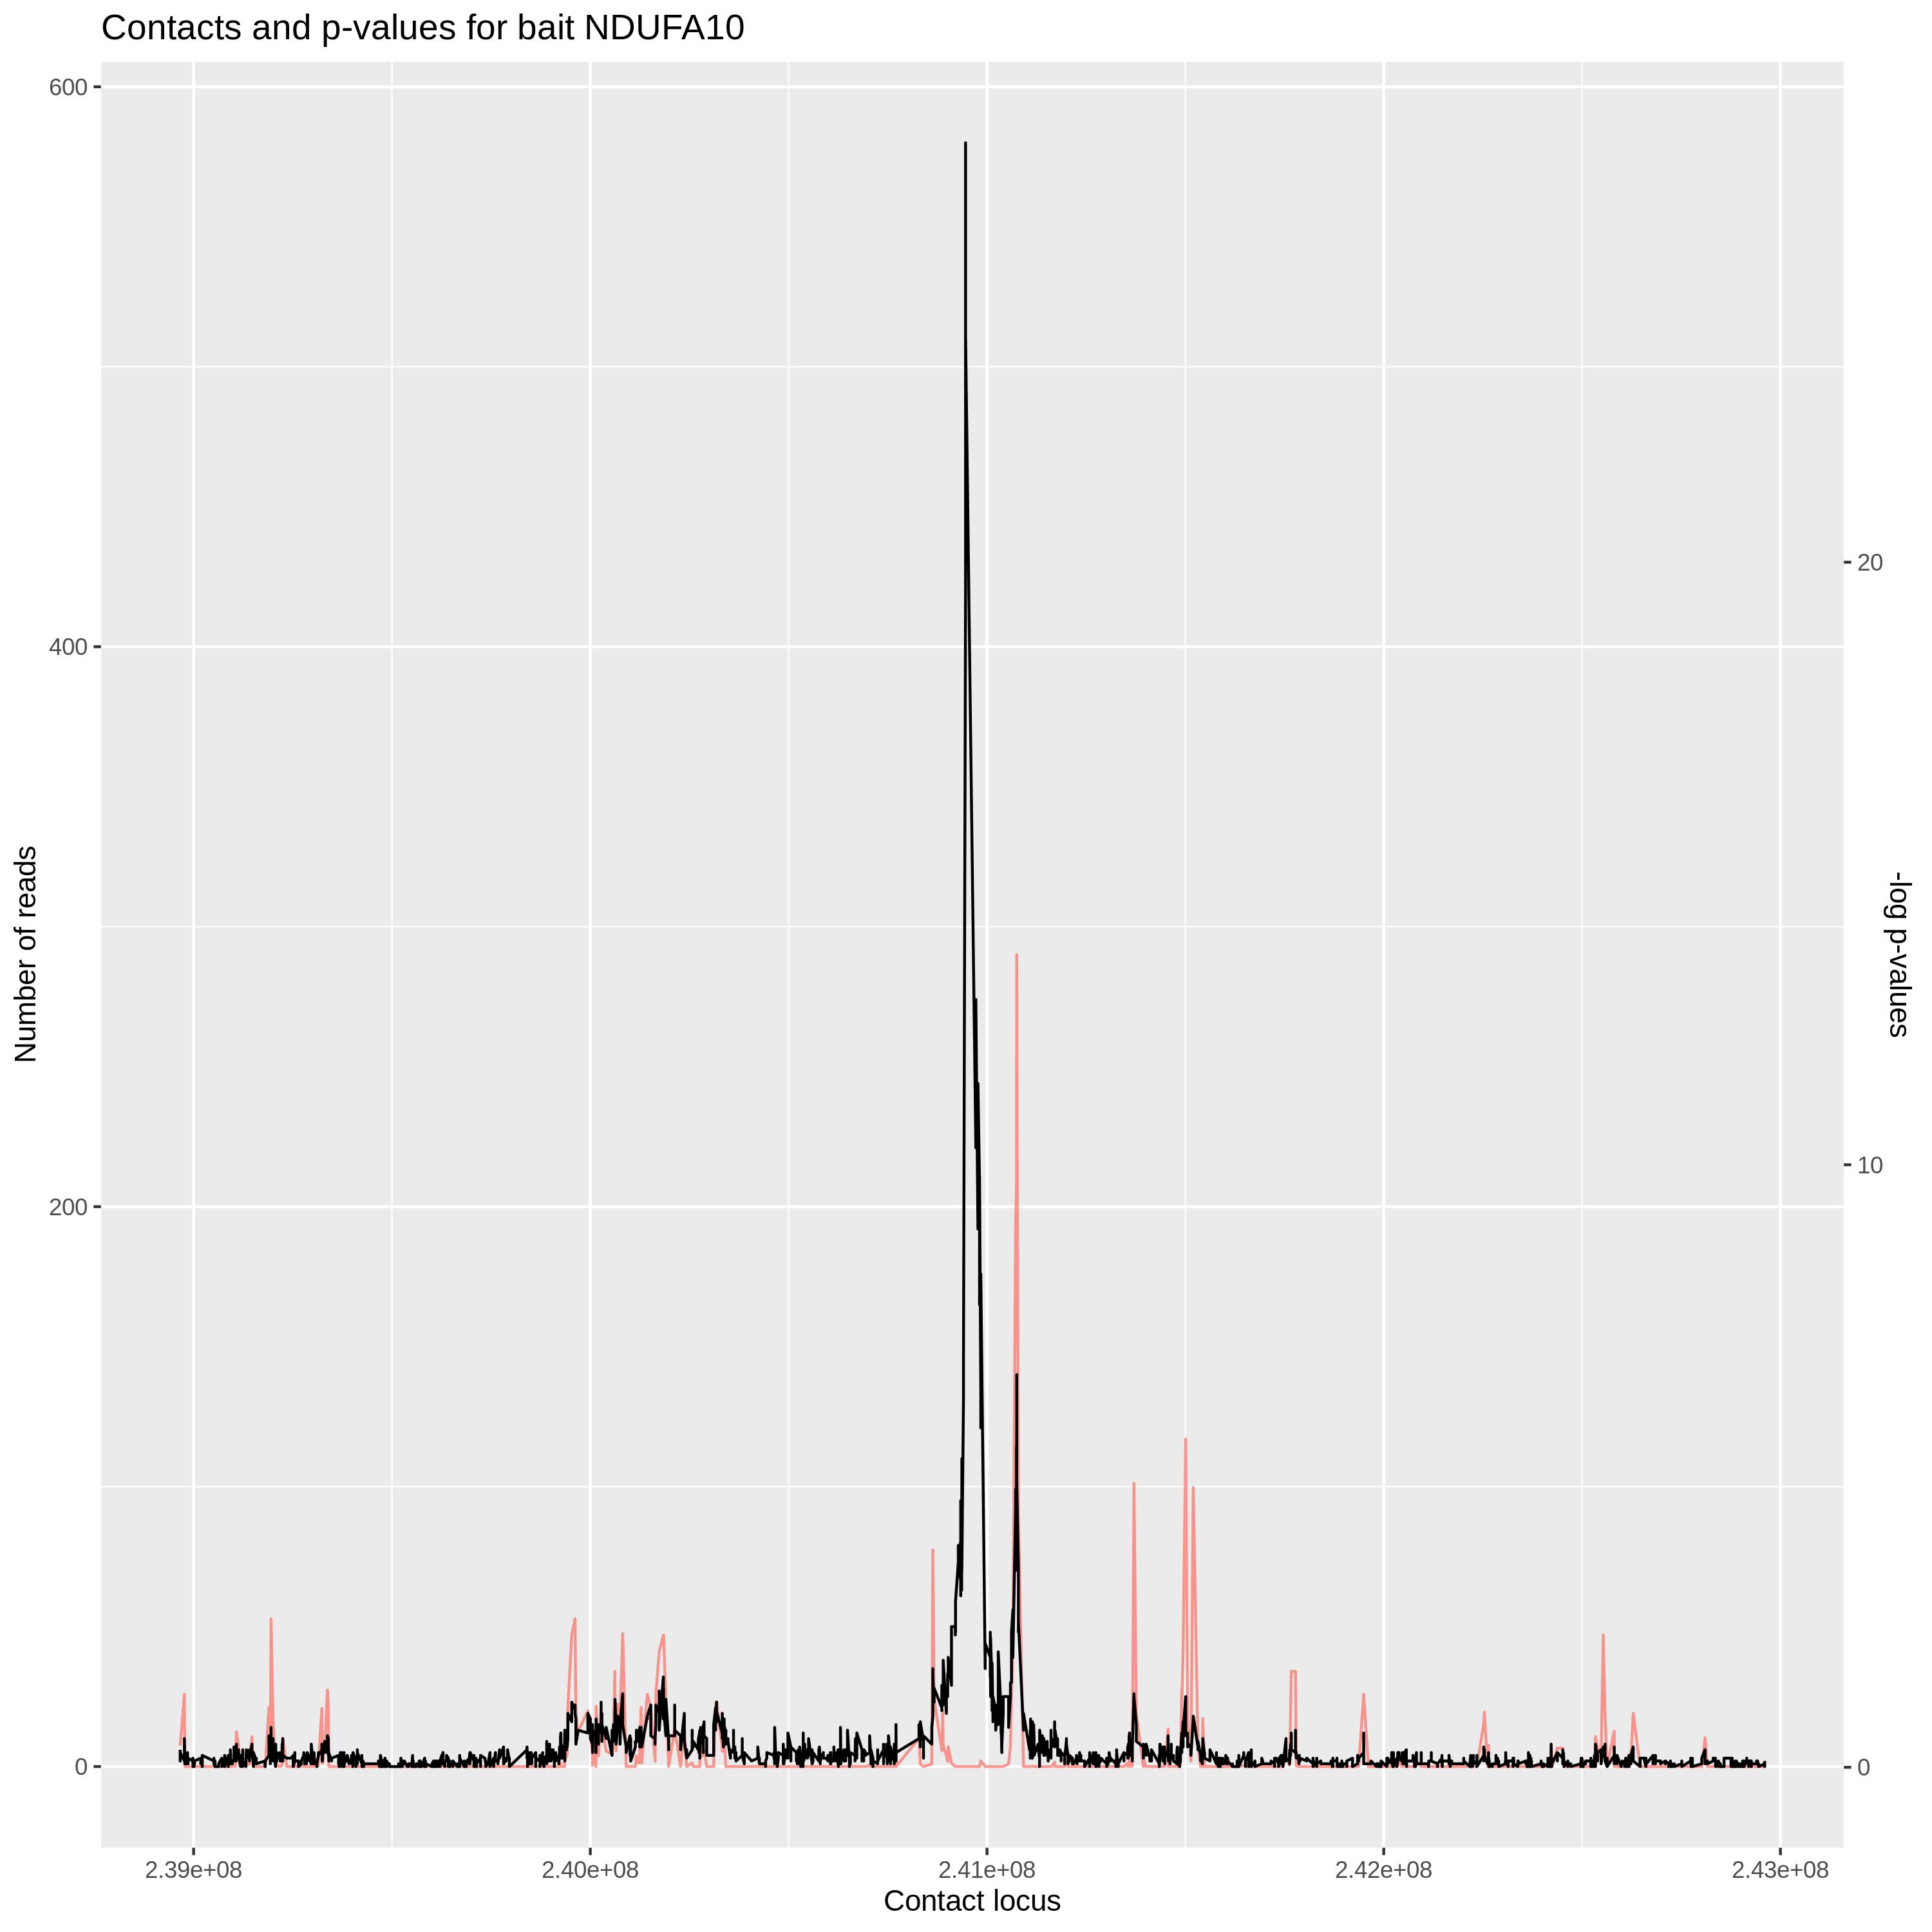 Contacts and p-values for bait NDUFA10
600
400
200
0
Number of reads
20
10
0
-log p-values
2.39e+08
2.40e+08
2.41e+08
2.42e+08
2.43e+08
Contact locus